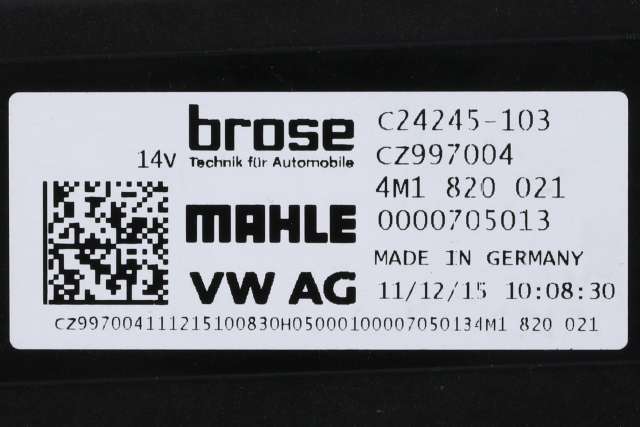 brose
Technik für Automobile
14V
MAHLE
VW AG
C24245-103
CZ997004
4M1 820 021
0000705013
MADE IN GERMANY
11/12/15 10:08:30
CZ997004111215100830H05000100007050134M1 820 021